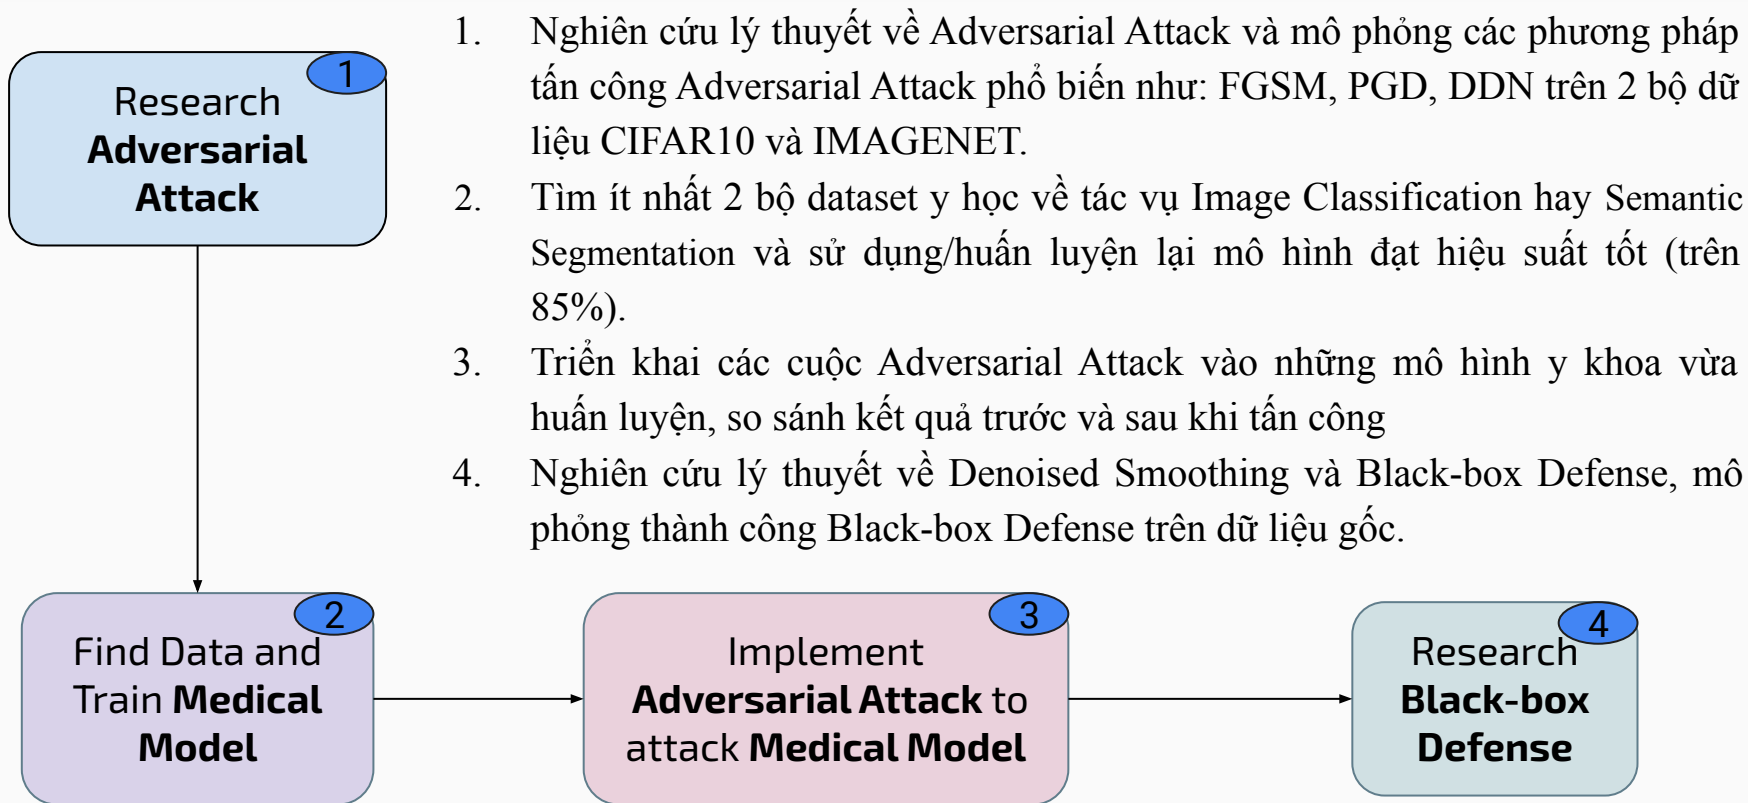 1
Research
Adversarial
Attack
1. Nghiên cứu lý thuyết về Adversarial Attack và mô phỏng các phương pháp
tấn công Adversarial Attack phổ biến như: FGSM, PGD, DDN trên 2 bộ dữ
liệu CIFAR10 và IMAGENET.
2. Tìm ít nhất 2 bộ dataset y học về tác vụ Image Classification hay Semantic
Segmentation và sử dụng/huấn luyện lại mô hình đạt hiệu suất tốt (trên
85%).
3. Triển khai các cuộc Adversarial Attack vào những mô hình y khoa vừa
huấn luyện, so sánh kết quả trước và sau khi tấn công
4. Nghiên cứu lý thuyết về Denoised Smoothing và Black-box Defense, mô
phỏng thành công Black-box Defense trên dữ liệu gốc.
2
Find Data and
Train Medical
Model
3
Implement
Adversarial Attack to
attack Medical Model
4
Research
Black-box
Defense